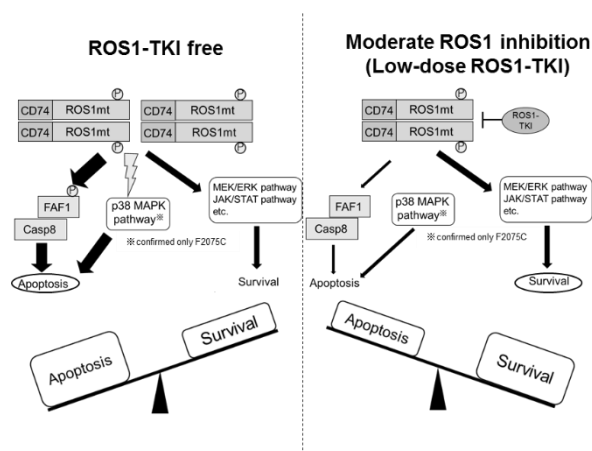 ROS1-TKI free
P
CD74 ROS1mt CD74 ROS1mt
CD74 ROS1mt CD74 ROS1mt
P P
P
FAF1
Casp8
p38 MAPK
pathway※
MEK/ERK pathway
JAK/STAT pathway
etc.
※confirmed only F2075C
Apoptosis
Survival
Apoptosis
Survival
Moderate ROS1 inhibition
(Low-dose ROS1-TKI)
P
CD74 ROS1mt
CD74 ROS1mt
P
ROS1-
TKI
FAF1
Casp8
p38 MAPK
pathway※
MEK/ERK pathway
JAK/STAT pathway
etc.
※confirmed only F2075C
Apoptosis
Survival
Apoptosis
Survival